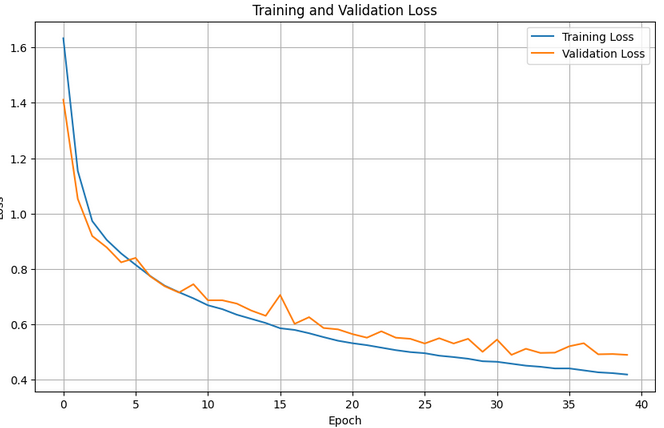 Training and Validation Loss
Training Loss
Validation Loss
1.6
1.4
1.2
1.0
0.8
0.6
0.4
Loss
0 5 10 15 20 25 30 35 40
Epoch